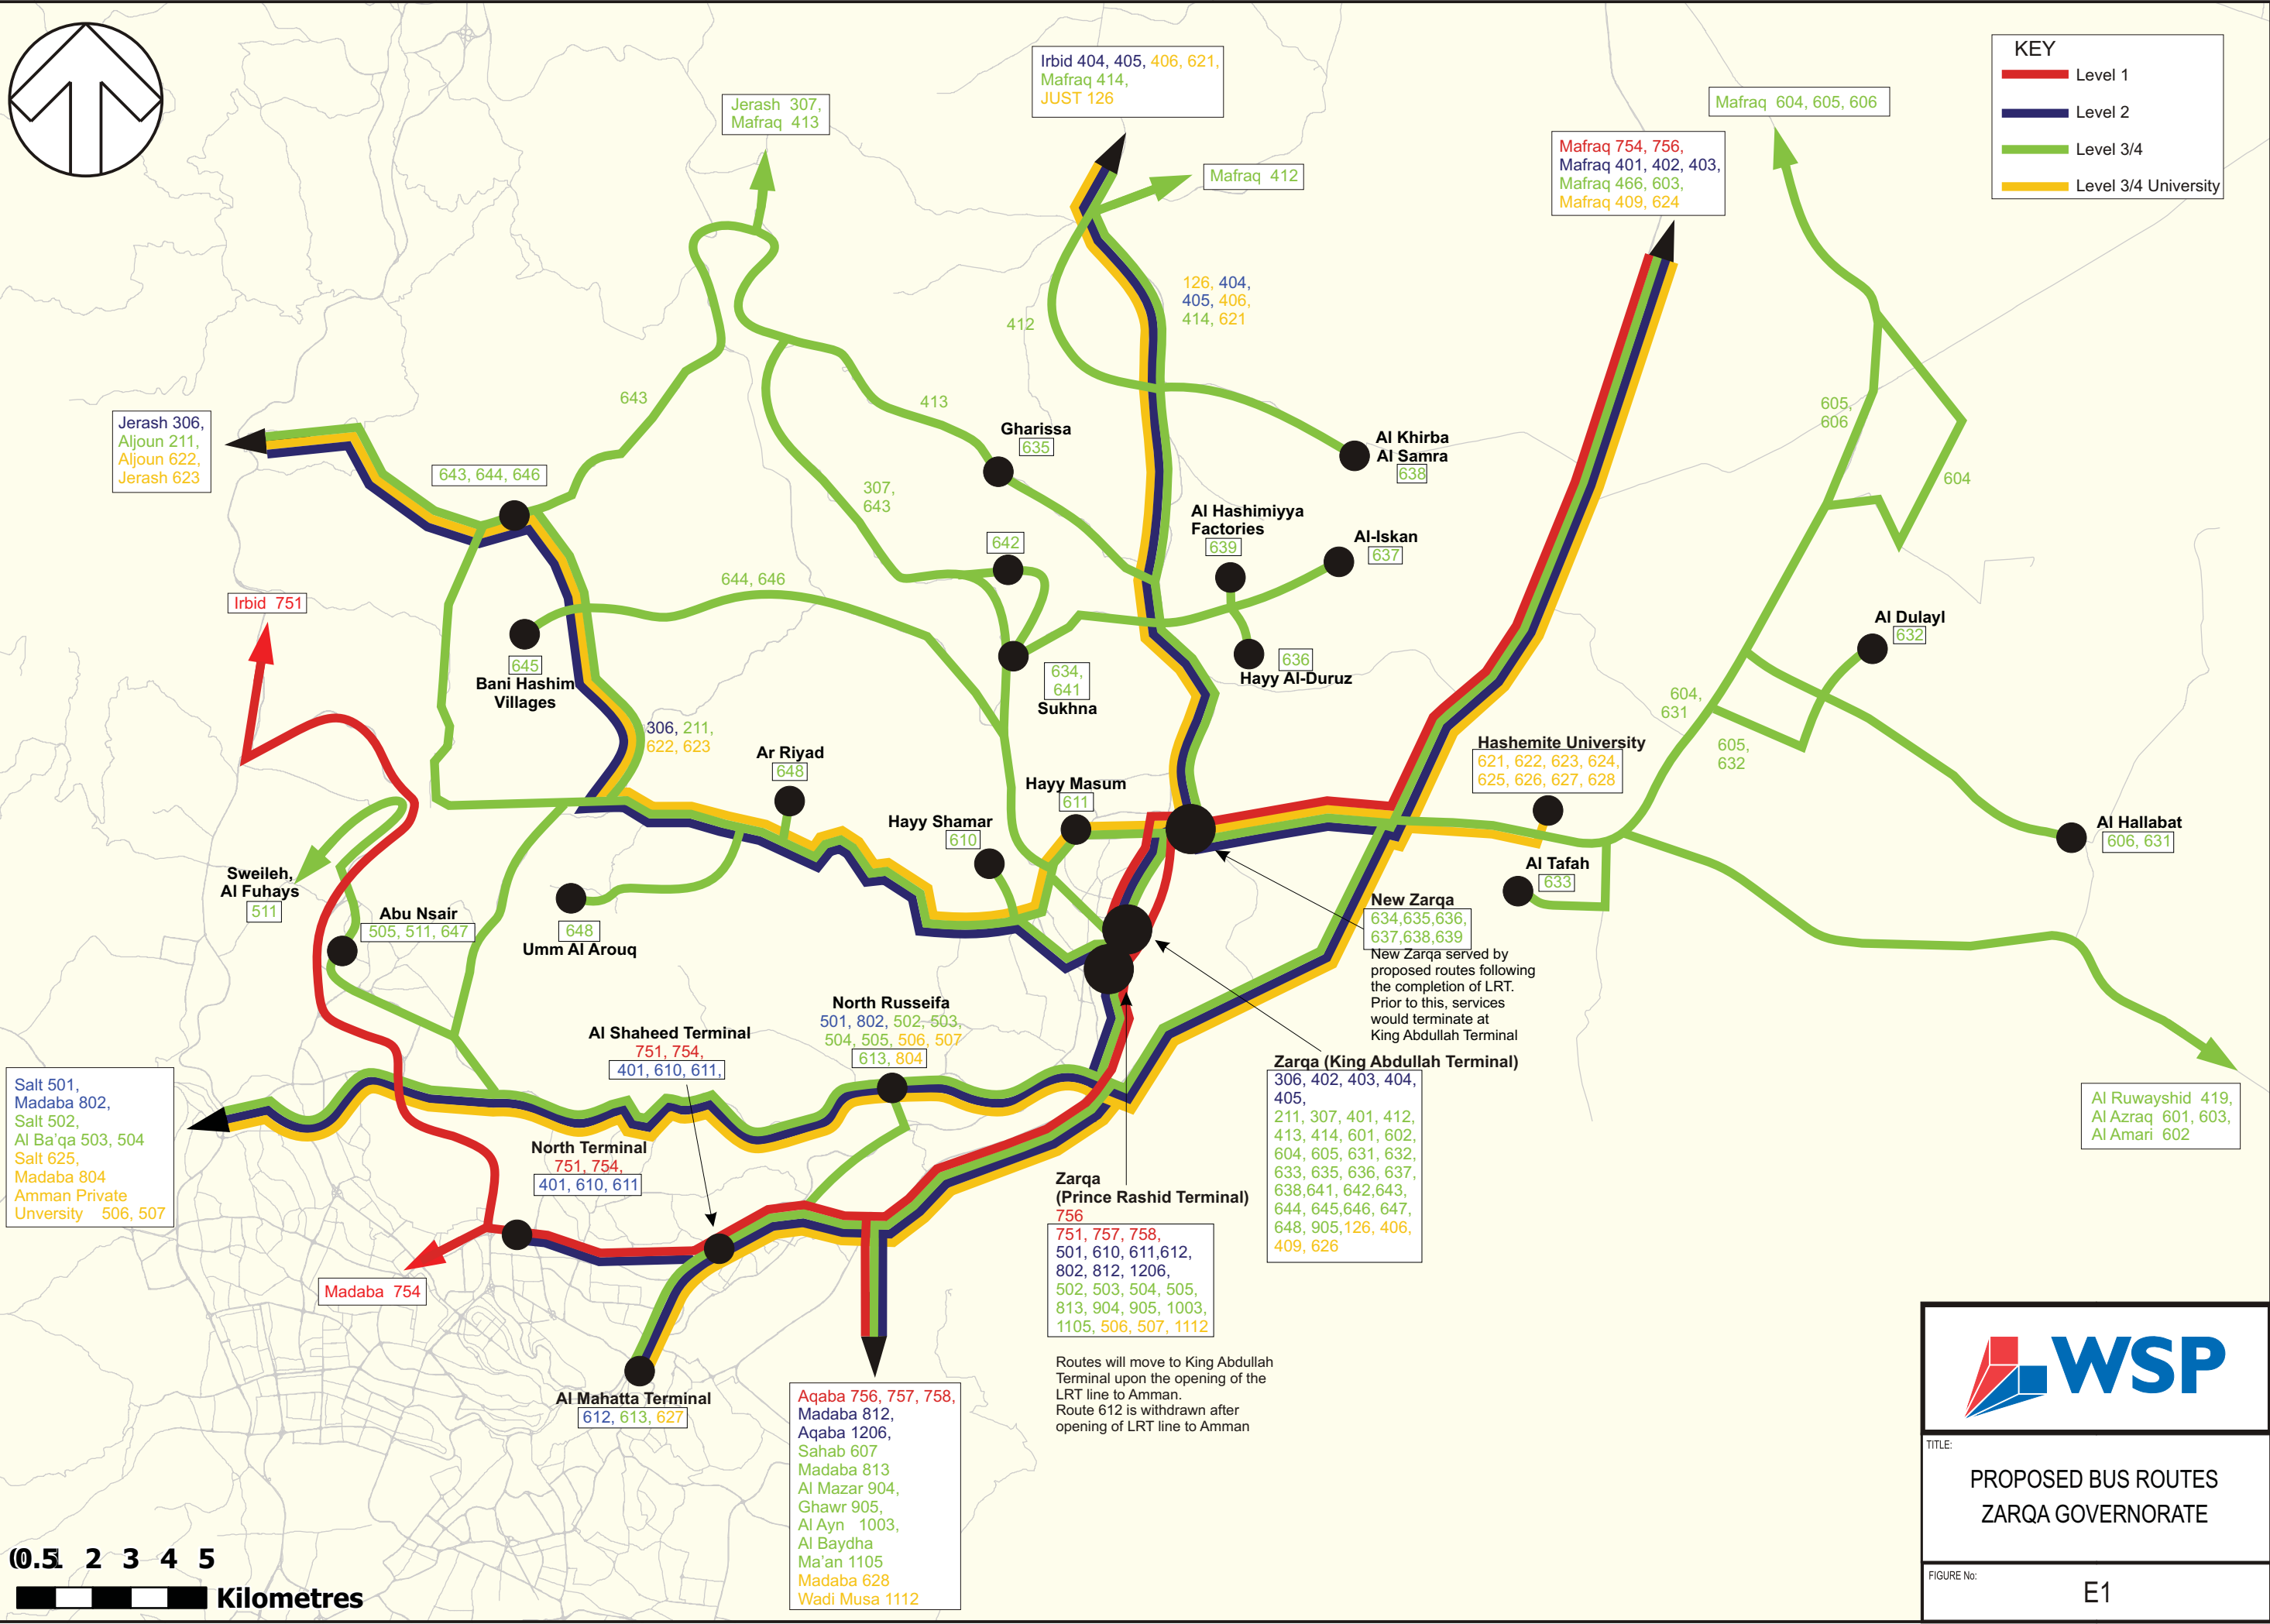 KEY
Level 1
Level 2
Level 3/4
Level 3/4 University
Irbid 404, 405, 406, 621,
Mafraq 414,
JUST 126
Jerash 307,
Mafraq 413
Mafraq 412
Mafraq 604, 605, 606
Mafraq 754, 756,
Mafraq 401, 402, 403,
Mafraq 466, 603,
Mafraq 409, 624
126, 404,
405, 406,
414, 621
412
643
413
605,
606
604
Jerash 306,
Aljoun 211,
Aljoun 622,
Jerash 623
643, 644, 646
Gharissa
635
Al Khirba
Al Samra
638
307,
643
Al Hashimiyya
Factories
639
Al-Iskan
637
642
644, 646
Irbid 751
645
Bani Hashim
Villages
634,
641
Sukhna
636
Hayy Al-Duruz
Al Dulayl
632
604,
631
605,
632
306, 211,
622, 623
Ar Riyad
648
Hashemite University
621, 622, 623, 624,
625, 626, 627, 628
Hayy Masum
611
Hayy Shamar
610
Al Hallabat
606, 631
Sweileh,
Al Fuhays
511
Abu Nsair
505, 511, 647
648
Umm Al Arouq
Al Tafah
633
New Zarqa
634,635,636,
637,638,639
New Zarqa served by
proposed routes following
the completion of LRT.
Prior to this, services
would terminate at
King Abdullah Terminal
North Russeifa
501, 802, 502, 503,
504, 505, 506, 507
613, 804
Al Shaheed Terminal
751, 754,
401, 610, 611,
Zarqa (King Abdullah Terminal)
306, 402, 403, 404,
405,
211, 307, 401, 412,
413, 414, 601, 602,
604, 605, 631, 632,
633, 635, 636, 637,
638,641, 642,643,
644, 645,646, 647,
648, 905,126, 406,
409, 626
Salt 501,
Madaba 802,
Salt 502,
Al Ba'qa 503, 504
Salt 625,
Madaba 804
Amman Private
Unversity 506, 507
Al Ruwayshid 419,
Al Azraq 601, 603,
Al Amari 602
North Terminal
751, 754,
401, 610, 611
Zarqa
(Prince Rashid Terminal)
756
751, 757, 758,
501, 610, 611,612,
802, 812, 1206,
502, 503, 504, 505,
813, 904, 905, 1003,
1105, 506, 507, 1112
Routes will move to King Abdullah
Terminal upon the opening of the
LRT line to Amman.
Route 612 is withdrawn after
opening of LRT line to Amman
Madaba 754
Al Mahatta Terminal
612, 613, 627
Aqaba 756, 757, 758,
Madaba 812,
Aqaba 1206,
Sahab 607
Madaba 813
Al Mazar 904,
Ghawr 905,
Al Ayn 1003,
Al Baydha
Ma'an 1105
Madaba 628
Wadi Musa 1112
0 0.5 1 2 3 4 5
Kilometres
WSP
TITLE:
PROPOSED BUS ROUTES
ZARQA GOVERNORATE
FIGURE No:
E1